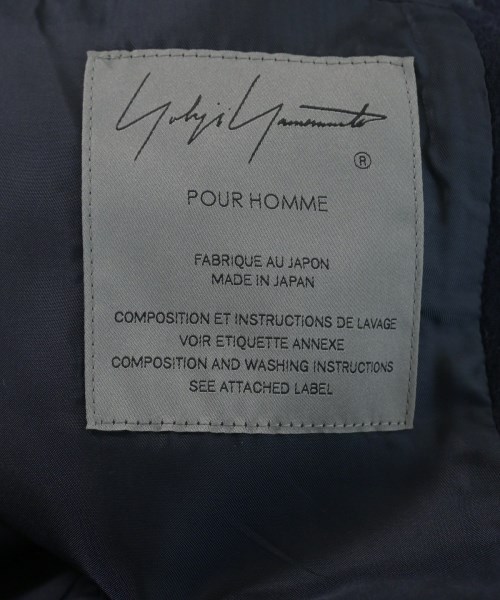 Yohji Yamamoto
®
POUR HOMME
FABRIQUE AU JAPON
MADE IN JAPAN
COMPOSITION ET INSTRUCTIONS DE LAVAGE
VOIR ETIQUETTE ANNEXE
COMPOSITION AND WASHING INSTRUCTIONS
SEE ATTACHED LABEL